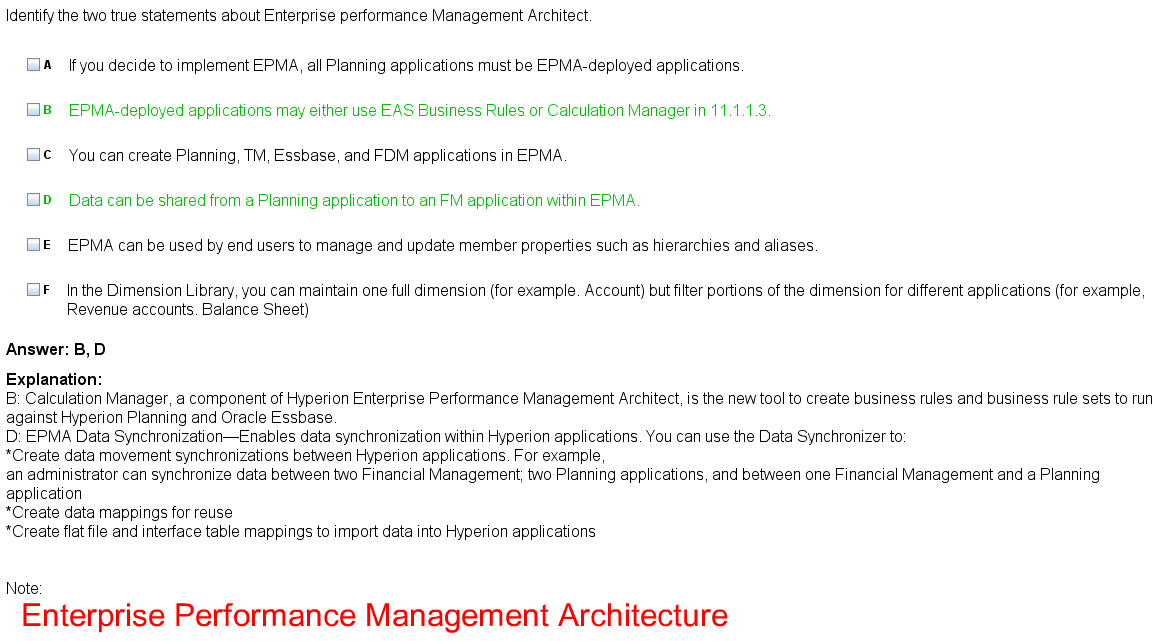 Identify the two true statements about Enterprise performance Management Architect.
A If you decide to implement EPMA, all Planning applications must be EPMA-deployed applications.
B EPMA-deployed applications may either use EAS Business Rules or Calculation Manager in 11.1.1.3.
C You can create Planning, TM, Essbase, and FDM applications in EPMA.
D Data can be shared from a Planning application to an FM application within EPMA.
E EPMA can be used by end users to manage and update member properties such as hierarchies and aliases.
F In the Dimension Library, you can maintain one full dimension (for example. Account) but filter portions of the dimension for different applications (for example,
Revenue accounts. Balance Sheet)
Answer: B, D
Explanation:
B: Calculation Manager, a component of Hyperion Enterprise Performance Management Architect, is the new tool to create business rules and business rule sets to run
against Hyperion Planning and Oracle Essbase.
D: EPMA Data Synchronization—Enables data synchronization within Hyperion applications. You can use the Data Synchronizer to:
*Create data movement synchronizations between Hyperion applications. For example,
an administrator can synchronize data between two Financial Management; two Planning applications, and between one Financial Management and a Planning
application
*Create data mappings for reuse
*Create flat file and interface table mappings to import data into Hyperion applications
Note:
Enterprise Performance Management Architecture